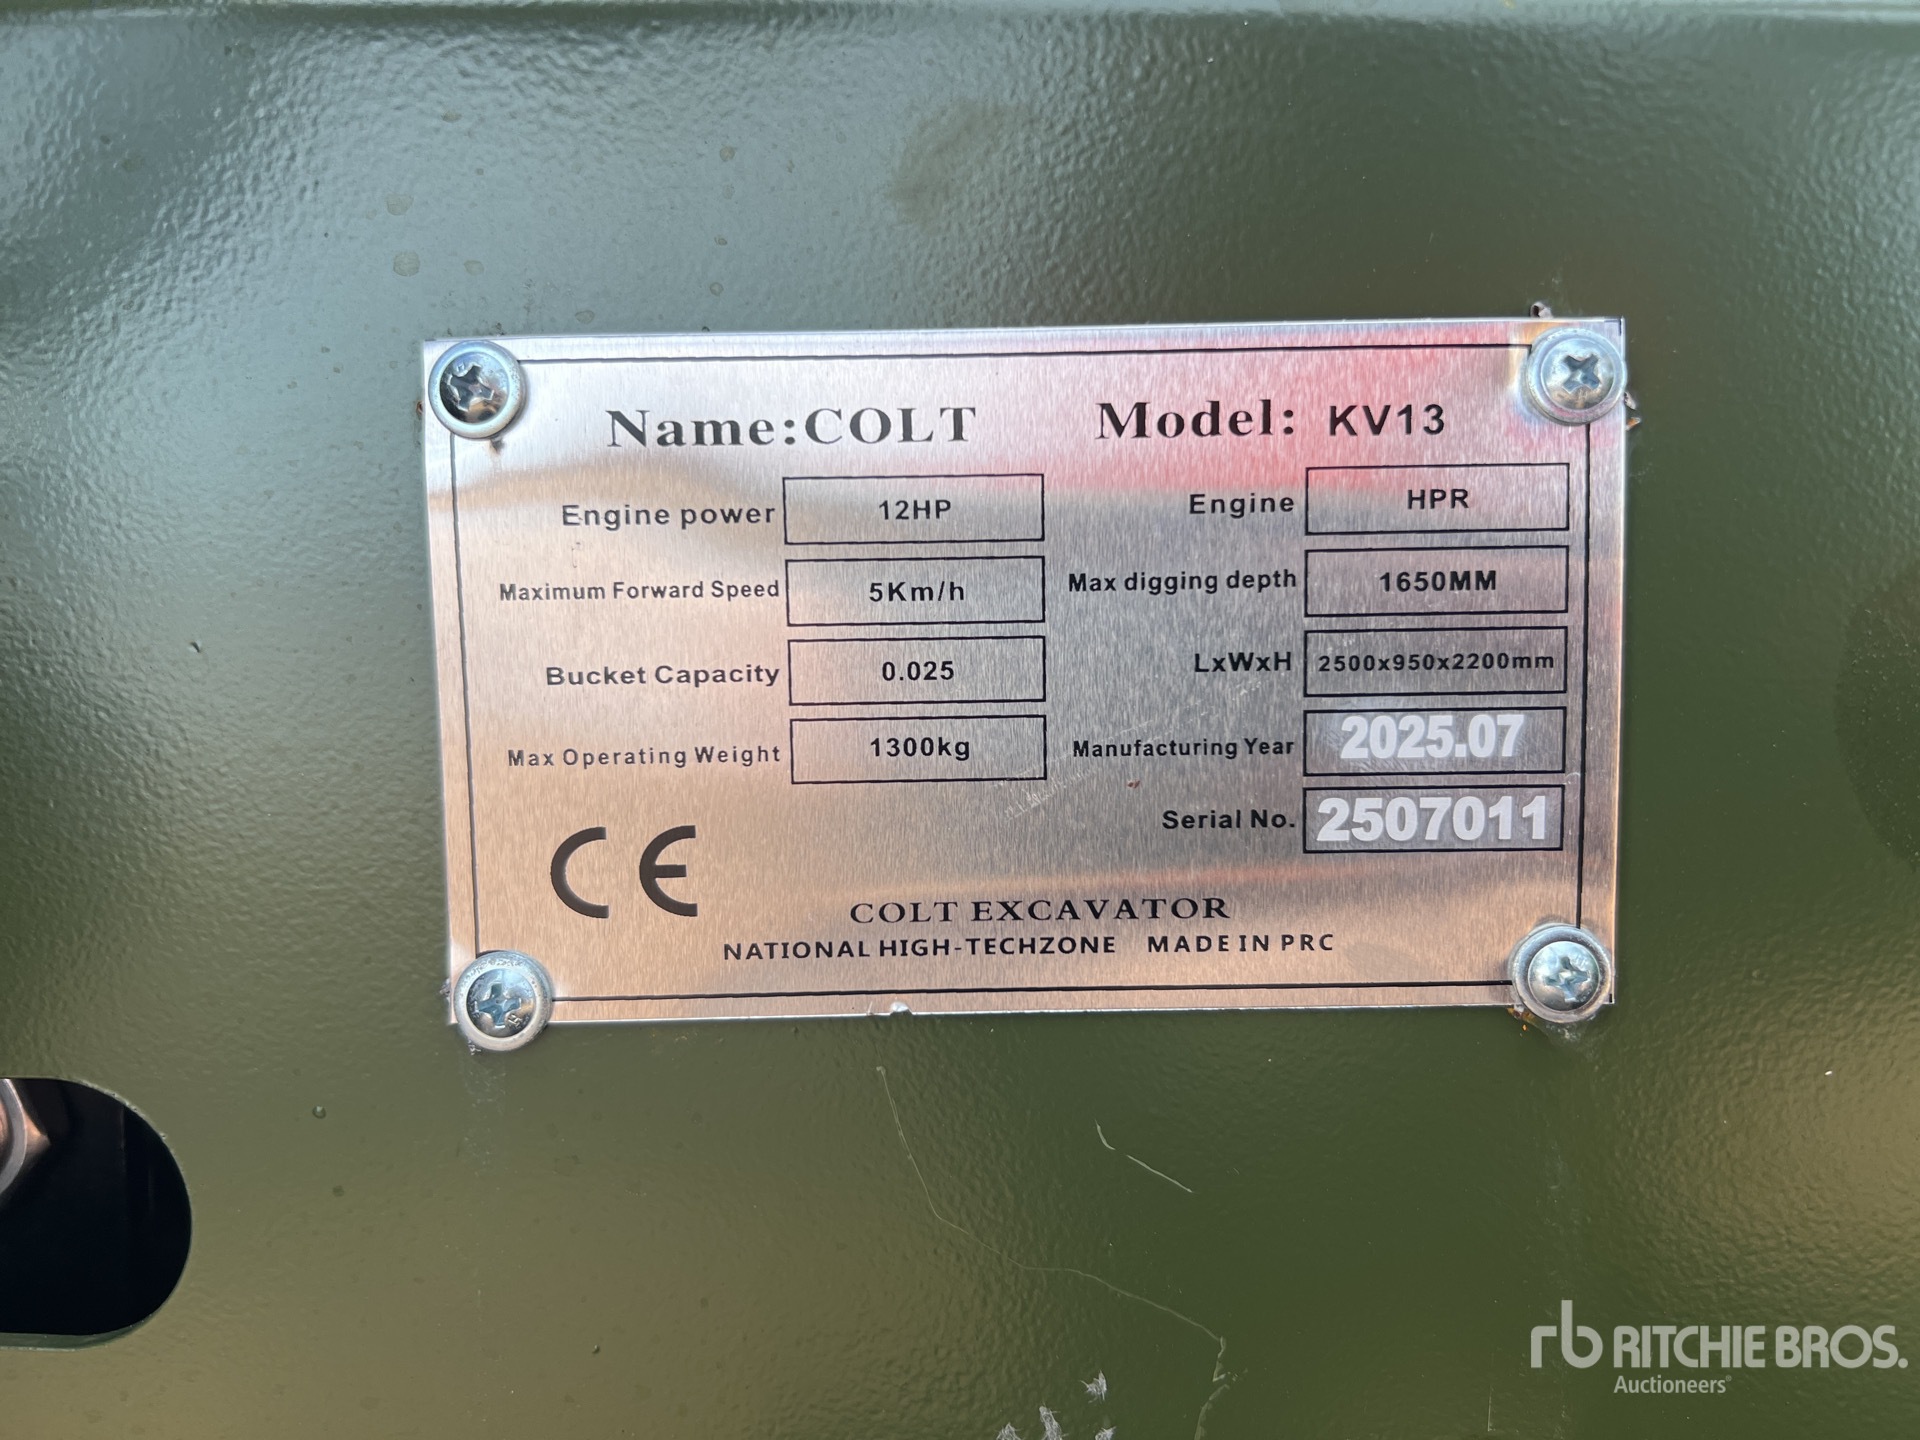 Name:COLT Model: KV13
Engine power 12HP Engine HPR
Maximum Forward Speed 5Km/h Max digging depth 1650MM
Bucket Capacity 0.025 LxWxH 2500x950x2200mm
Max Operating Weight 1300kg Manufacturing Year 2025.07
Serial No. 2507011
CE
COLT EXCAVATOR
NATIONAL HIGH-TECHZONE MADE IN PRC
rb RITCHIE BROS.
Auctioneers